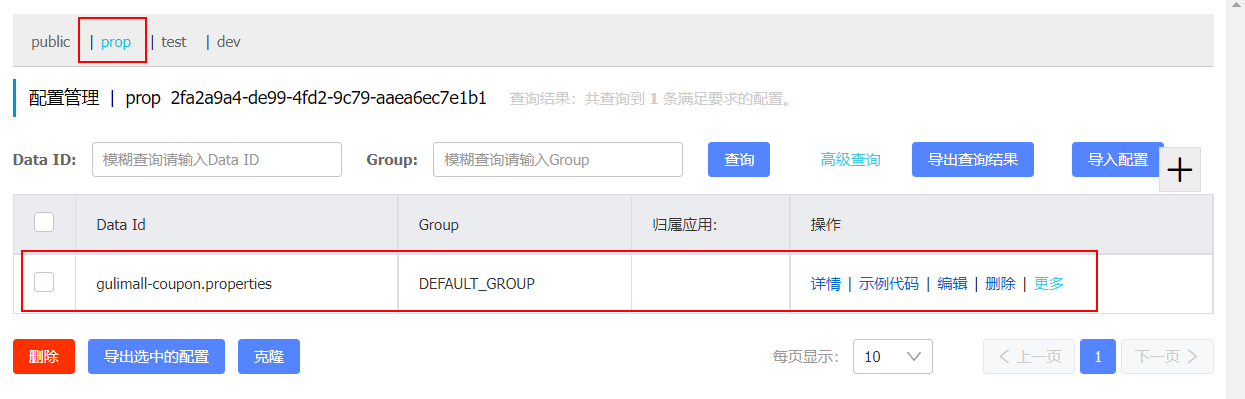 public | prop | test | dev
配置管理 | prop 2fa2a9a4-de99-4fd2-9c79-aaea6ec7e1b1 查询结果：共查询到 1 条满足要求的配置。
Data ID: 模糊查询请输入Data ID Group: 模糊查询请输入Group 查询 高级查询 导出查询结果 导入配置 +
Data Id Group 归属应用: 操作
gulimall-coupon.properties DEFAULT_GROUP 详情 | 示例代码 | 编辑 | 删除 | 更多
删除 导出选中的配置 克隆 每页显示： 10 上一页 1 下一页